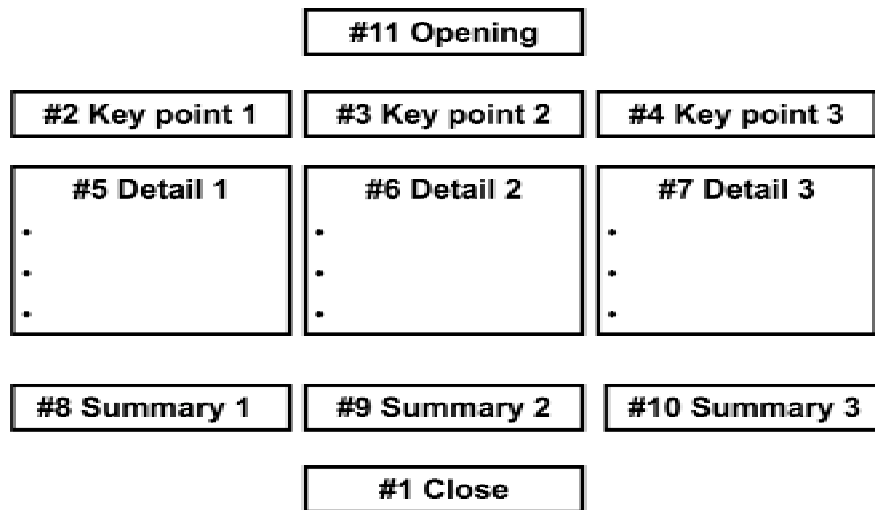 #11 Opening
#2 Key point 1
#3 Key point 2
#4 Key point 3
#5 Detail 1
•
•
•
#6 Detail 2
•
•
•
#7 Detail 3
•
•
•
#8 Summary 1
#9 Summary 2
#10 Summary 3
#1 Close